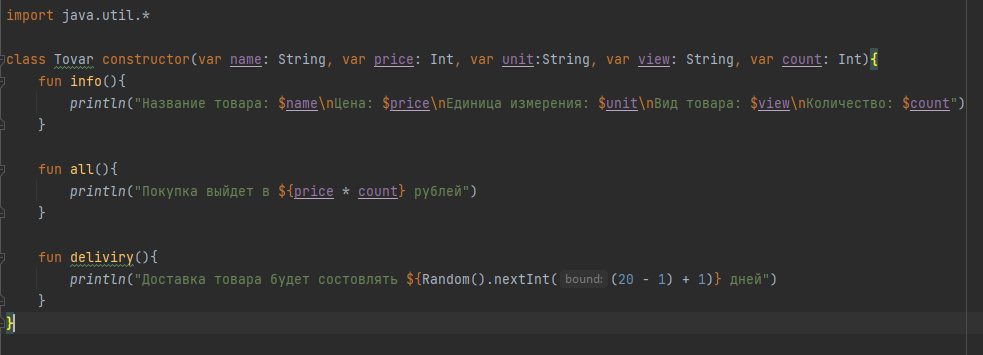 import java.util.*
class Tovar constructor(var name: String, var price: Int, var unit:String, var view: String, var count: Int){
fun info(){
println("Название товара: $name\nЦена: $price\nЕдиница измерения: $unit\nВид товара: $view\nКоличество: $count")
}
fun all(){
println("Покупка выйдет в ${price * count} рублей")
}
fun deliviry(){
println("Доставка товара будет состовлять ${Random().nextInt( bound: (20 - 1) + 1)} дней")
}
}